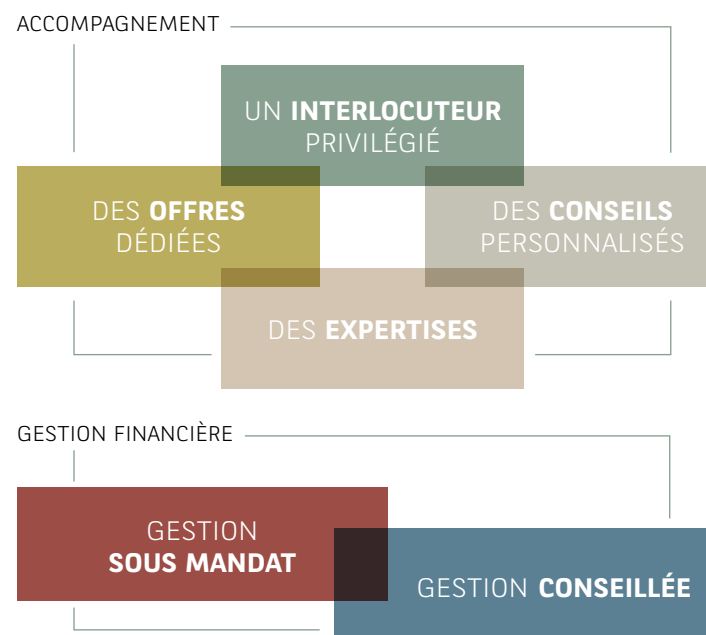 ACCOMPAGNEMENT
UN INTERLOCUTEUR
PRIVILÉGIÉ
DES OFFRES
DÉDIÉES
DES CONSEILS
PERSONNALISÉS
DES EXPERTISES
GESTION FINANCIÈRE
GESTION
SOUS MANDAT
GESTION CONSEILLÉE